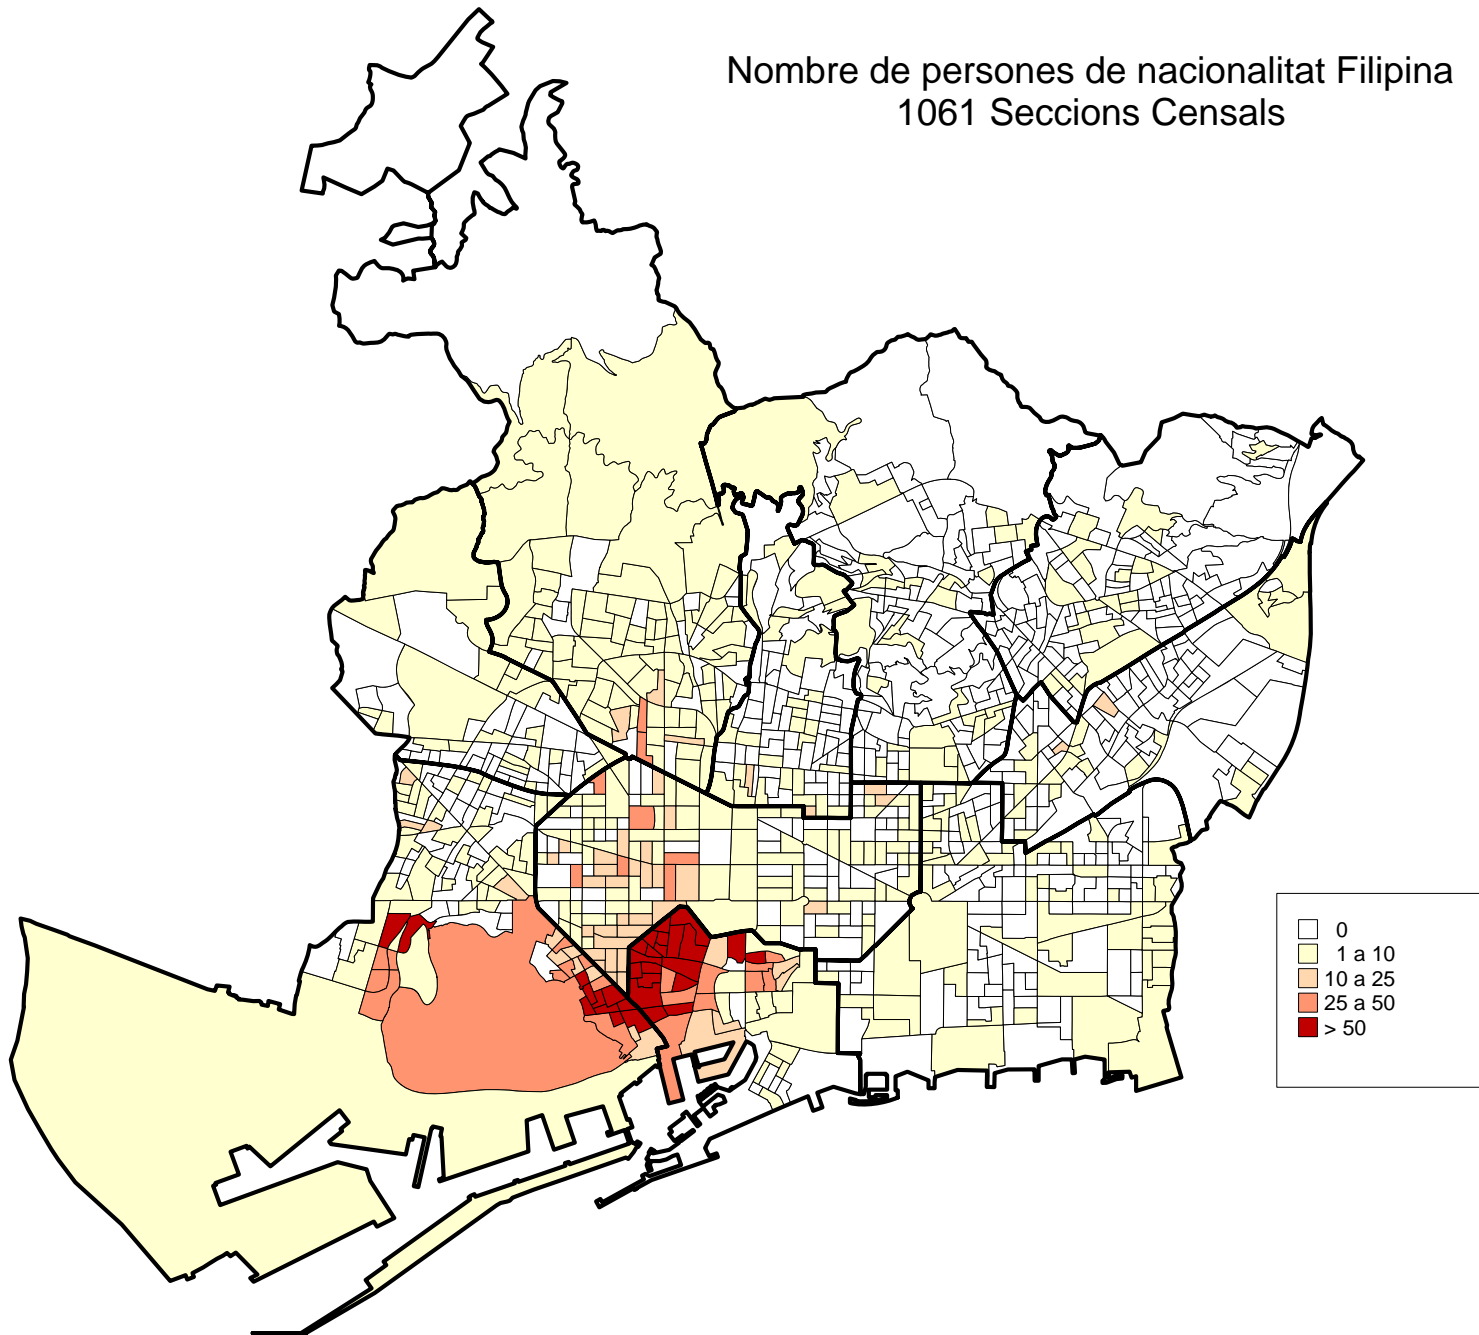 Nombre de persones de nacionalitat Filipina
1061 Seccions Censals
0
1 a 10
10 a 25
25 a 50
> 50